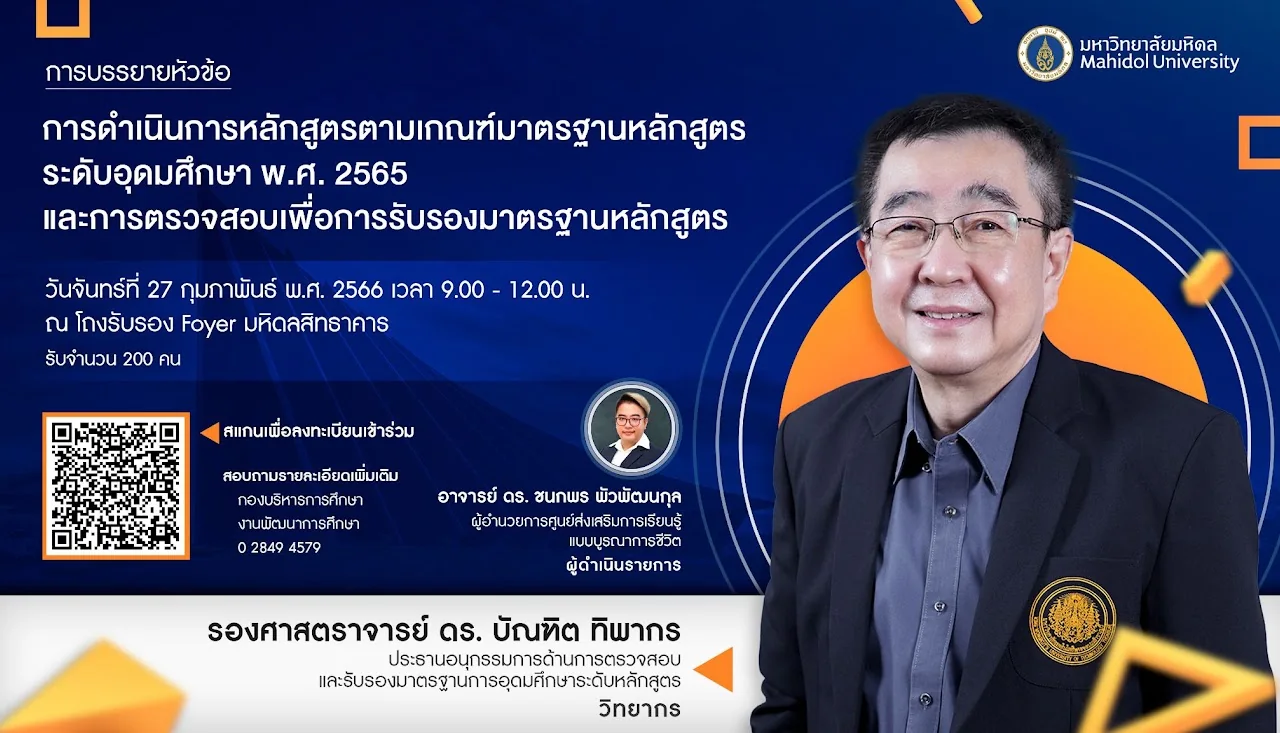 มหาวิทยาลัยมหิดล
Mahidol University
การบรรยายหัวข้อ
การดำเนินการหลักสูตรตามเกณฑ์มาตรฐานหลักสูตร
ระดับอุดมศึกษา พ.ศ. 2565
และการตรวจสอบเพื่อการรับรองมาตรฐานหลักสูตร
วันจันทร์ที่ 27 กุมภาพันธ์ พ.ศ. 2566 เวลา 9.00 - 12.00 น.
ณ โถงรับรอง Foyer มหิดลสิทธาคาร
รับจำนวน 200 คน
สแกนเพื่อลงทะเบียนเข้าร่วม
สอบถามรายละเอียดเพิ่มเติม
กองบริหารการศึกษา
งานพัฒนาการศึกษา
0 2849 4579
อาจารย์ ดร. ชนกพร พัวพัฒนกุล
ผู้อำนวยการศูนย์ส่งเสริมการเรียนรู้
แบบบูรณาการชีวิต
ผู้ดำเนินรายการ
รองศาสตราจารย์ ดร. บัณฑิต ทิพากร
ประธานอนุกรรมการด้านการตรวจสอบ
และรับรองมาตรฐานการอุดมศึกษาระดับหลักสูตร
วิทยากร